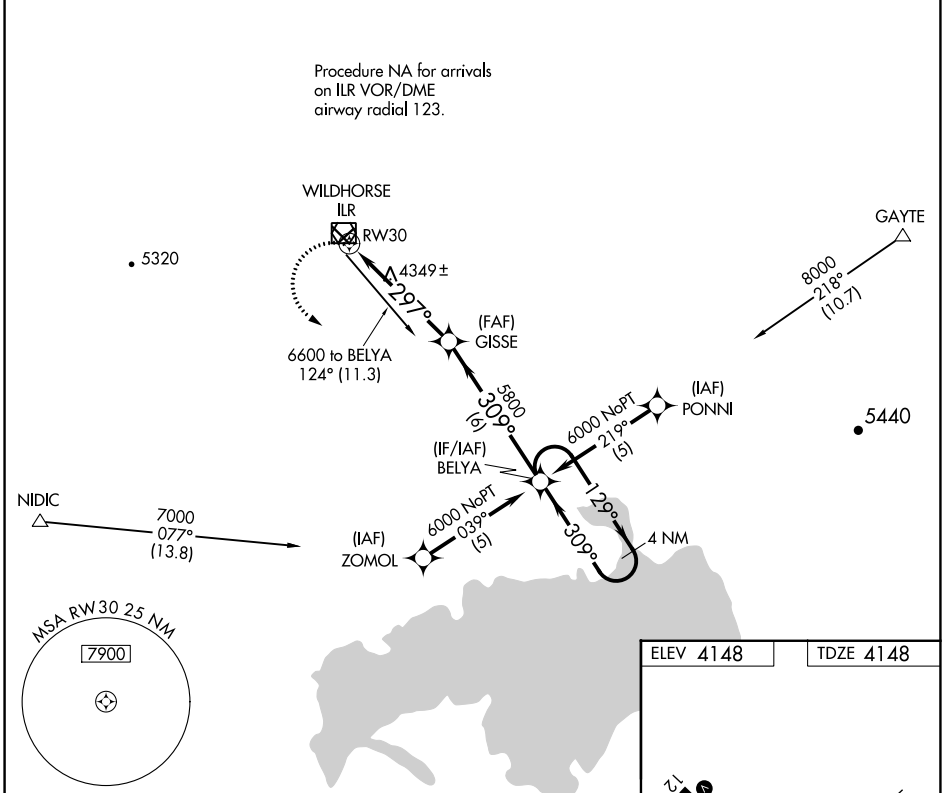 Procedure NA for arrivals
on ILR VOR/DME
airway radial 123.
WILDHORSE
ILR
RW30
GAYTE
5320
4349±
297°
8000
218°
(10.7)
(FAF)
GISSE
6600 to BELYA
124° (11.3)
5800
309°
(6)
(IAF)
PONNI
6000 NoPT
219°
(5)
5440
(IF/IAF)
BELYA
NIDIC
7000
077°
(13.8)
6000 NoPT
039°
(5)
(IAF)
ZOMOL
129°
309°
4 NM
MSA RW30 25 NM
7900
ELEV 4148
TDZE 4148
12
V